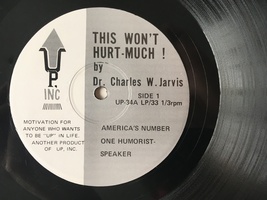 THIS WON'T
HURT-MUCH !
by
Dr. Charles W. Jarvis
SIDE 1
UP-34A LP/33 1/3rpm
UP.
INC
MOTIVATION FOR
ANYONE WHO WANTS
TO BE "UP" IN LIFE.
ANOTHER PRODUCT
OF UP, INC.
AMERICA'S NUMBER
ONE HUMORIST-
SPEAKER